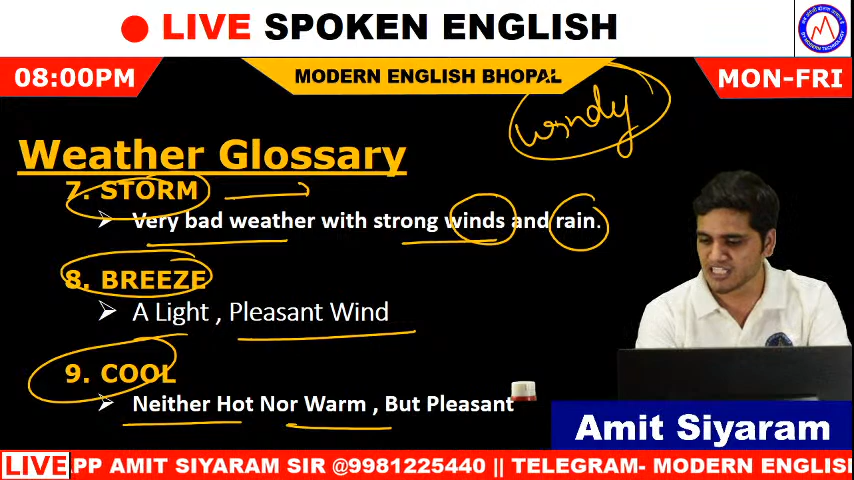 LIVE SPOKEN ENGLISH
08:00PM
MODERN ENGLISH BHOPAL
MON-FRI
windy
Weather Glossary
7. STORM
Very bad weather with strong winds and rain.
8. BREEZE
A Light , Pleasant Wind
9. COOL
Neither Hot Nor Warm , But Pleasant
Amit Siyaram
LIVE
PP AMIT SIYARAM SIR @9981225440 || TELEGRAM- MODERN ENGLIS